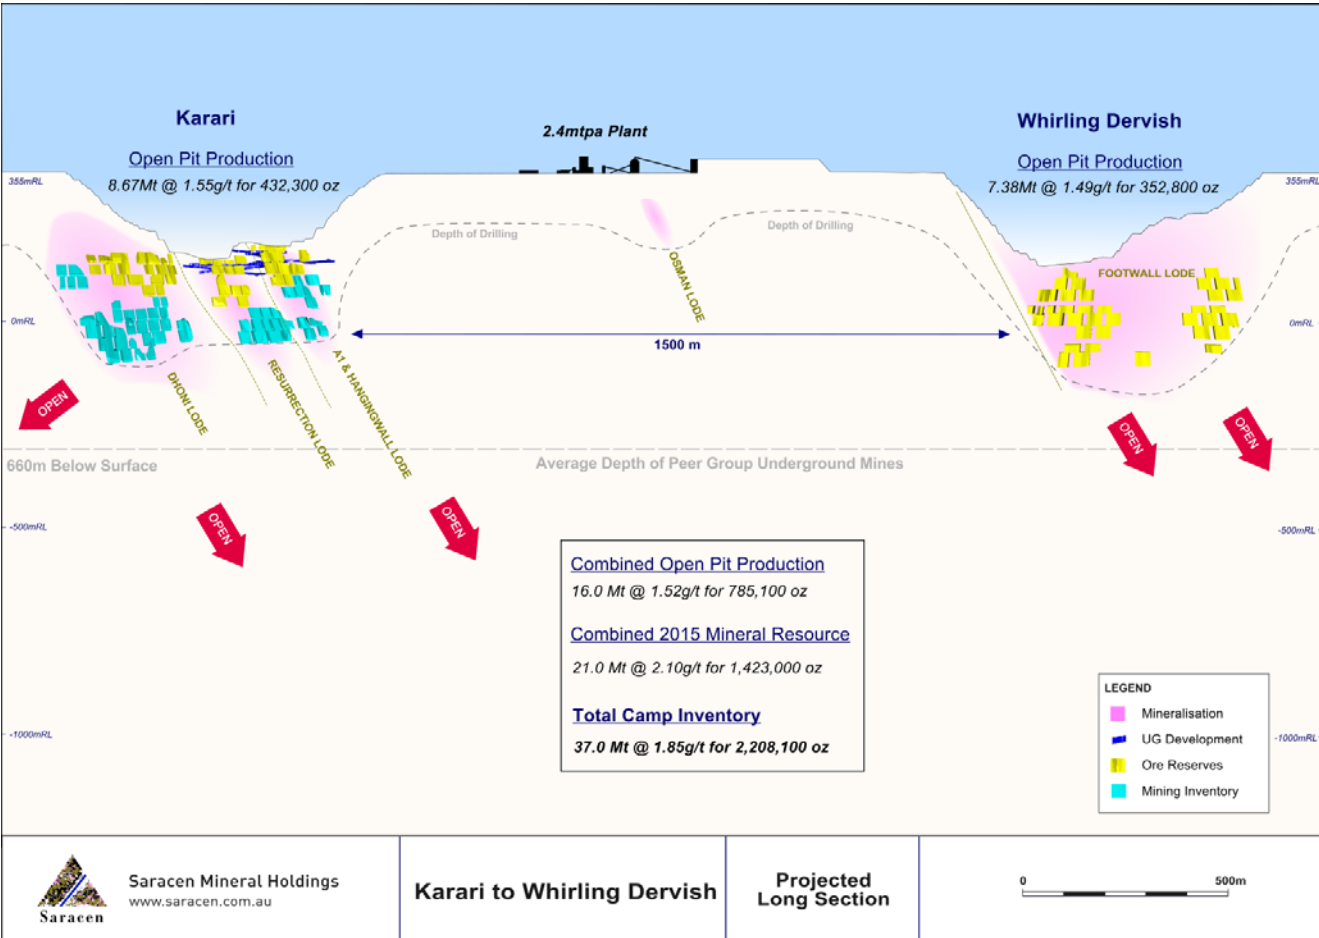 Karari
Open Pit Production
8.67Mt @ 1.55g/t for 432,300 oz
2.4mtpa Plant
Whirling Dervish
Open Pit Production
7.38Mt @ 1.49g/t for 352,800 oz
355mRL
355mRL
Depth of Drilling
Depth of Drilling
OSMAN LODE
FOOTWALL LODE
0mRL
0mRL
1500 m
DHONI LODE
RESURRECTION LODE
A1 & HANGINGWALL LODE
OPEN
OPEN
OPEN
660m Below Surface
Average Depth of Peer Group Underground Mines
OPEN
OPEN
-500mRL
-500mRL
Combined Open Pit Production
16.0 Mt @ 1.52g/t for 785,100 oz
Combined 2015 Mineral Resource
21.0 Mt @ 2.10g/t for 1,423,000 oz
Total Camp Inventory
37.0 Mt @ 1.85g/t for 2,208,100 oz
-1000mRL
-1000mRL
LEGEND
Mineralisation
UG Development
Ore Reserves
Mining Inventory
Saracen
Saracen Mineral Holdings
www.saracen.com.au
Karari to Whirling Dervish
Projected
Long Section
0 500m